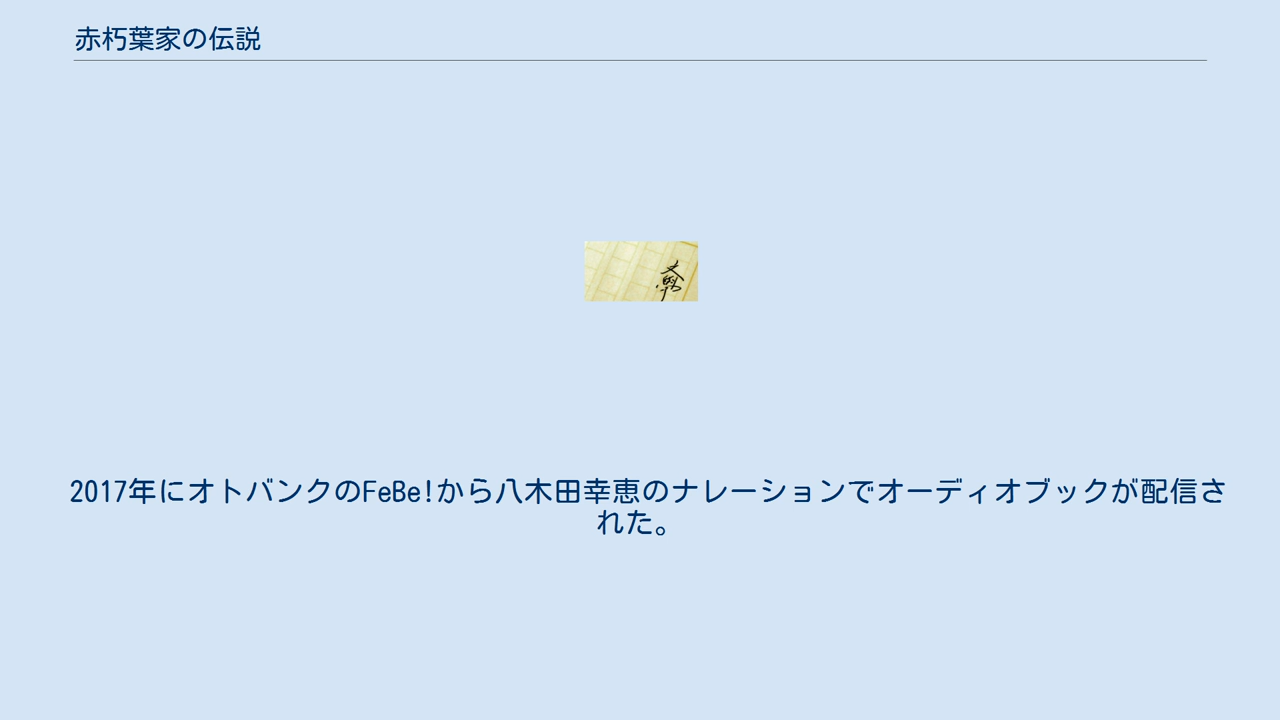 赤朽葉家の伝説
2017年にオトバンクのFeBe!から八木田幸恵のナレーションでオーディオブックが配信さ
れた。